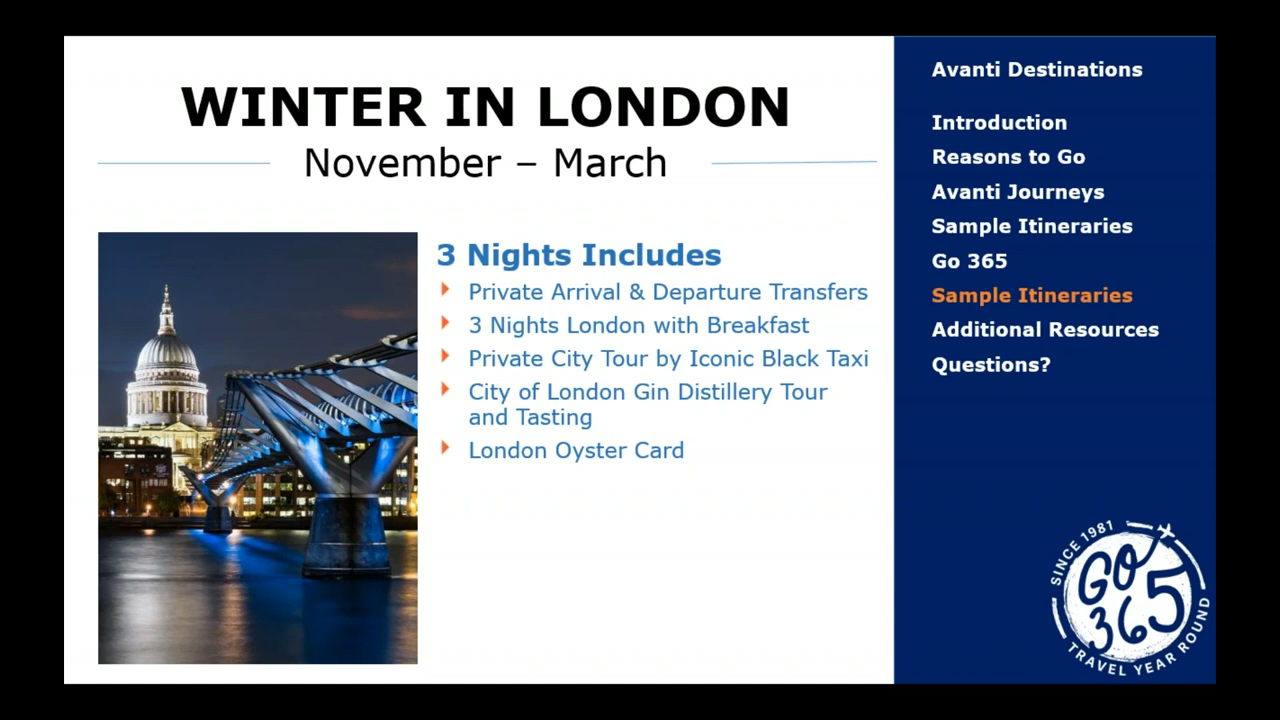 WINTER IN LONDON
November – March
3 Nights Includes
Private Arrival & Departure Transfers
3 Nights London with Breakfast
Private City Tour by Iconic Black Taxi
City of London Gin Distillery Tour
and Tasting
London Oyster Card
Avanti Destinations
Introduction
Reasons to Go
Avanti Journeys
Sample Itineraries
Go 365
Sample Itineraries
Additional Resources
Questions?
SINCE 1981
GO
365
TRAVEL YEAR ROUND